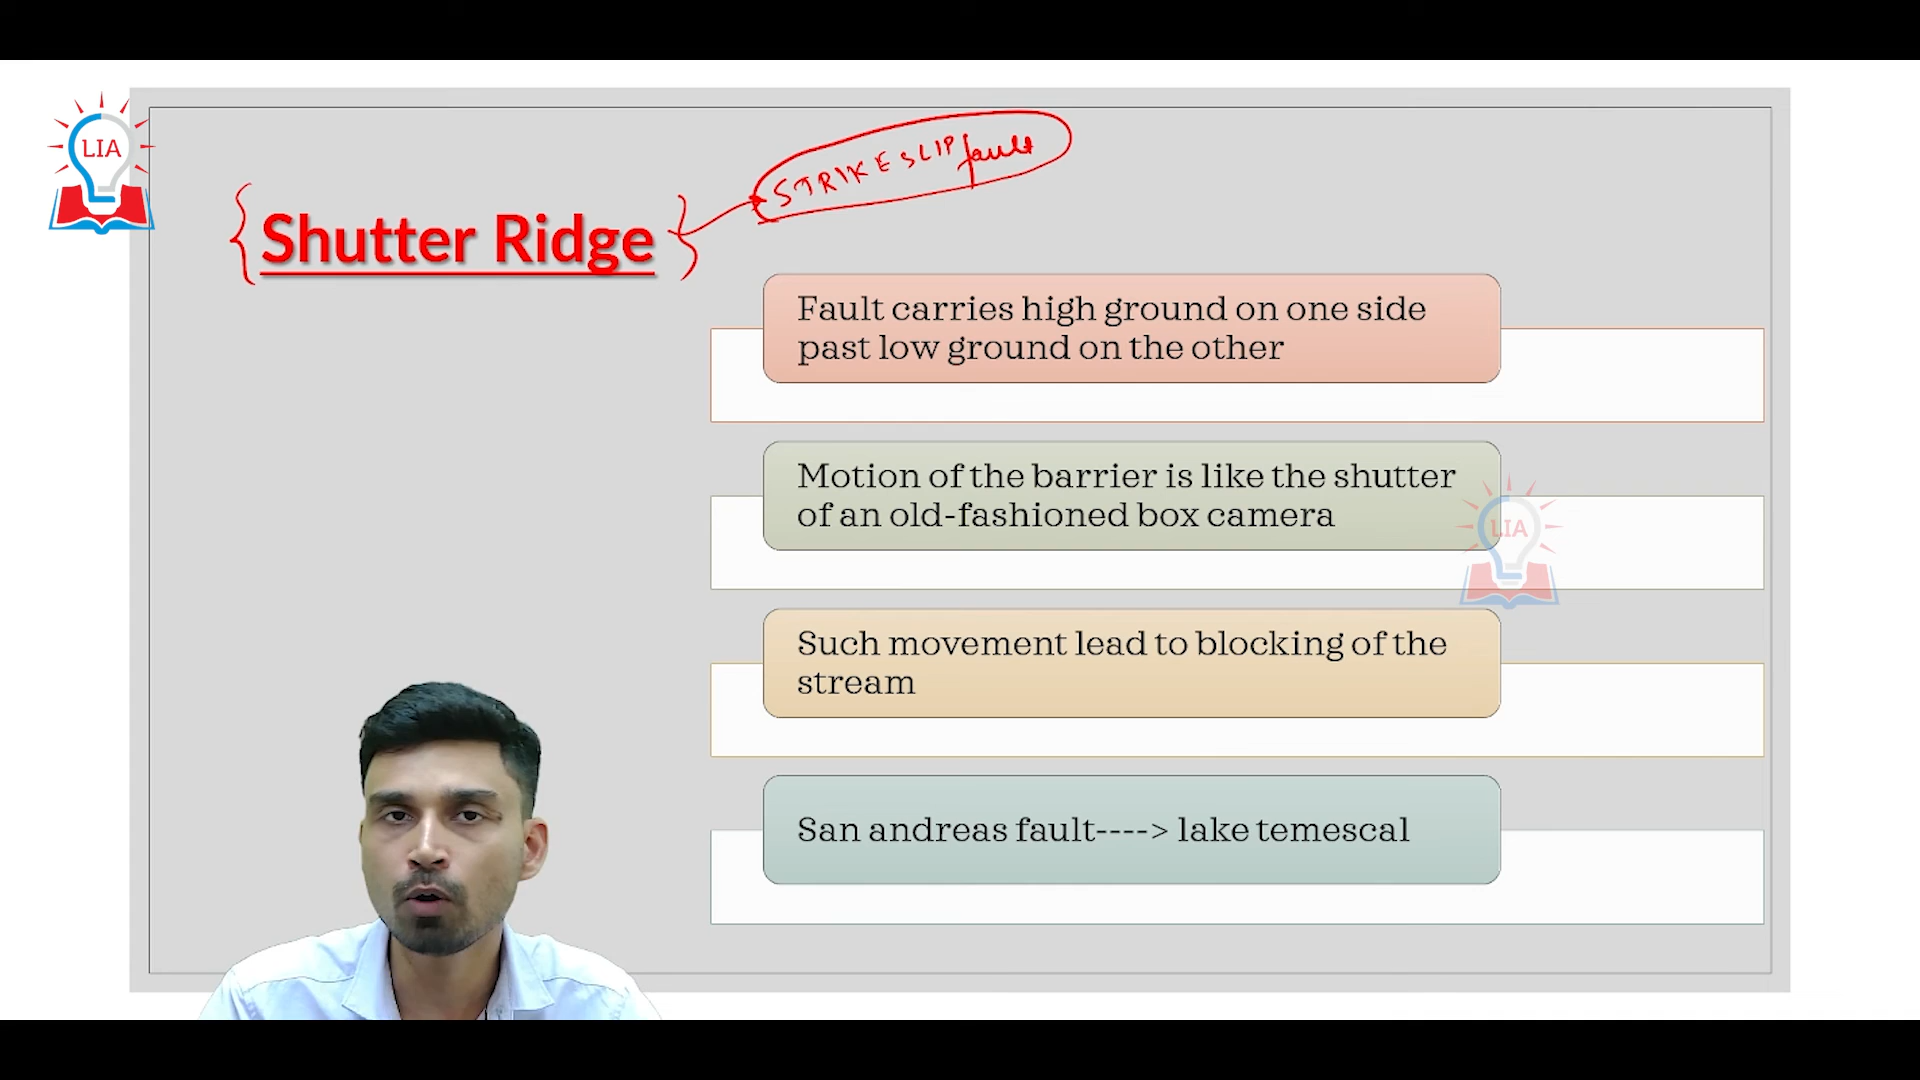 LIA
STRIKE SLIP fault
Shutter Ridge
Fault carries high ground on one side
past low ground on the other
Motion of the barrier is like the shutter
of an old-fashioned box camera
LIA
Such movement lead to blocking of the
stream
San andreas fault----> lake temescal